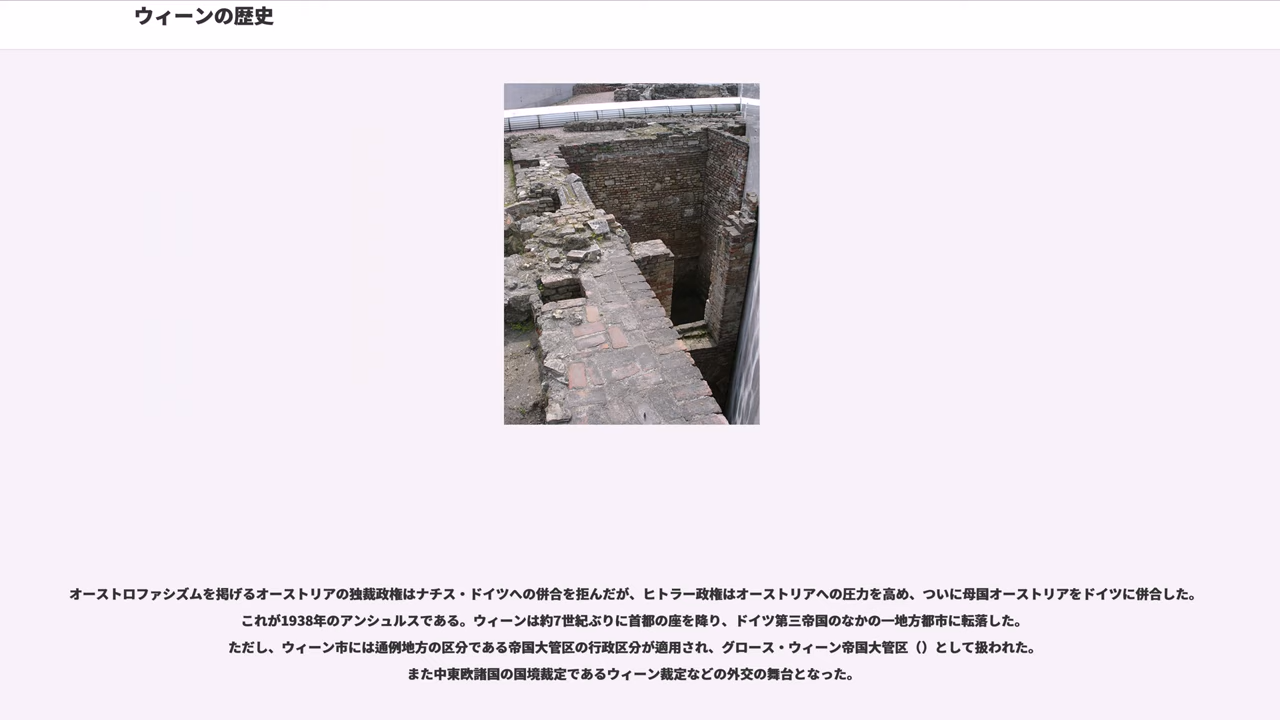 ウィーンの歴史
オーストロファシズムを掲げるオーストリアの独裁政権はナチス・ドイツへの併合を拒んだが、ヒトラー政権はオーストリアへの圧力を高め、ついに母国オーストリアをドイツに併合した。
これが1938年のアンシュルスである。ウィーンは約7世紀ぶりに首都の座を降り、ドイツ第三帝国のなかの一地方都市に転落した。
ただし、ウィーン市には通例地方の区分である帝国大管区の行政区分が適用され、グロース・ウィーン帝国大管区（）として扱われた。
また中東欧諸国の国境裁定であるウィーン裁定などの外交の舞台となった。